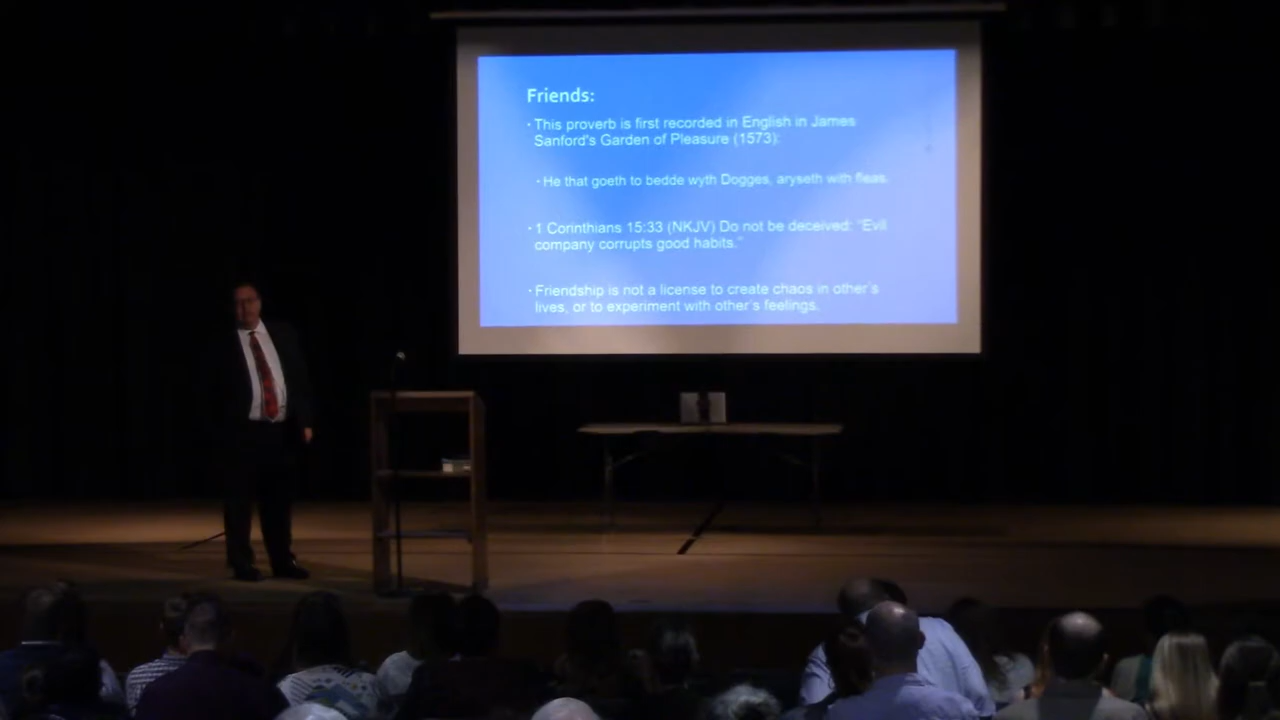 Friends:
· This proverb is first recorded in English in James
Sanford's Garden of Pleasure (1573):
· He that goeth to bedde wyth Dogges, aryseth with fleas.
· 1 Corinthians 15:33 (NKJV) Do not be deceived: "Evil
company corrupts good habits."
· Friendship is not a license to create chaos in other's
lives, or to experiment with other's feelings.